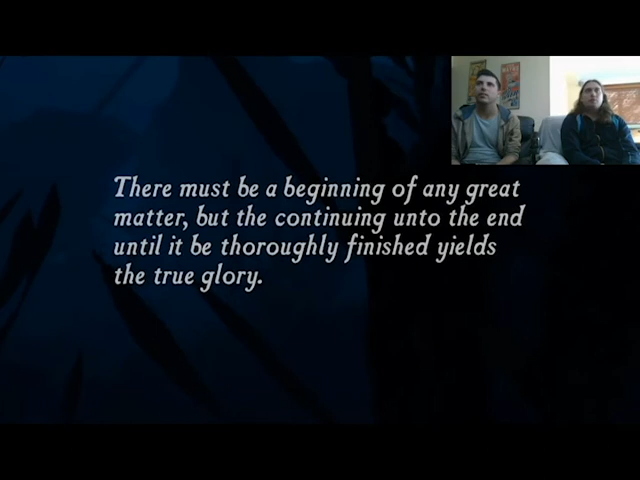 There must be a beginning of any great
matter, but the continuing unto the end
until it be thoroughly finished yields
the true glory.